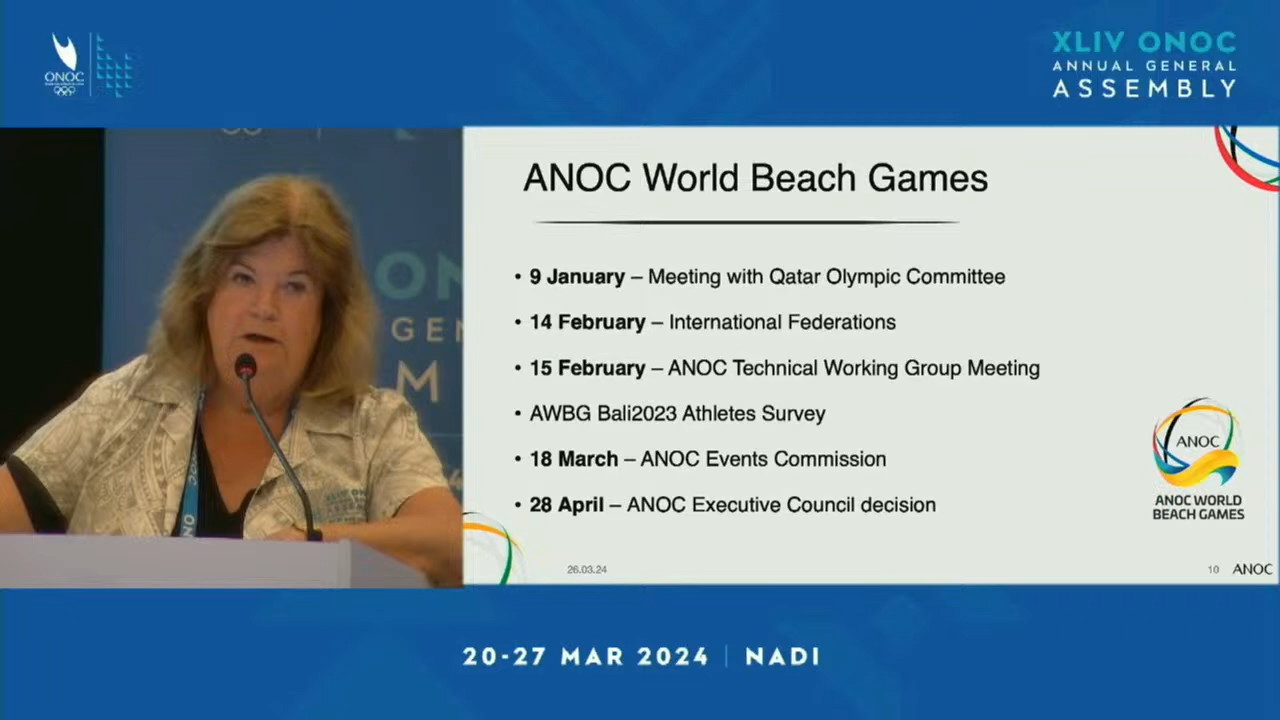 ONOC
XLIV ONOC
ANNUAL GENERAL
ASSEMBLY
ANOC World Beach Games
• 9 January – Meeting with Qatar Olympic Committee
• 14 February – International Federations
• 15 February – ANOC Technical Working Group Meeting
• AWBG Bali2023 Athletes Survey
• 18 March – ANOC Events Commission
• 28 April – ANOC Executive Council decision
ANOC
ANOC WORLD
BEACH GAMES
26.03.24
10 ANOC
ON
GEN
M
ONO
20-27 MAR 2024 | NADI